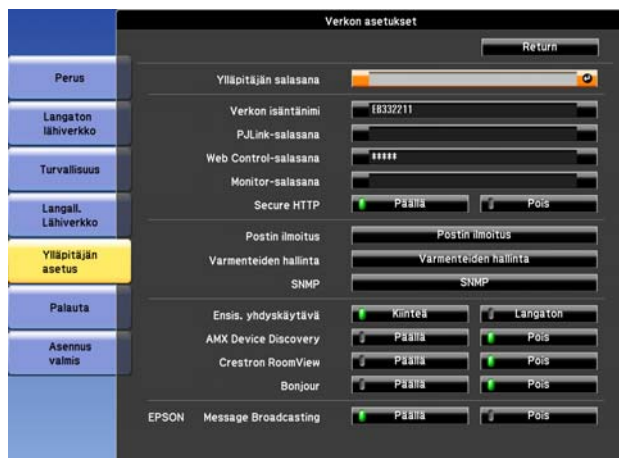 Verkon asetukset
Return
Perus
Langaton lähiverkko
Turvallisuus
Langall. Lähiverkko
Ylläpitäjän asetus
Palauta
Asennus valmis
Ylläpitäjän salasana
Verkon isäntänimi EB332211
PJLink-salasana
Web Control-salasana *****
Monitor-salasana
Secure HTTP Päällä Pois
Postin ilmoitus Postin ilmoitus
Varmenteiden hallinta Varmenteiden hallinta
SNMP SNMP
Ensis. yhdyskäytävä Kiinteä Langaton
AMX Device Discovery Päällä Pois
Crestron RoomView Päällä Pois
Bonjour Päällä Pois
EPSON Message Broadcasting Päällä Pois